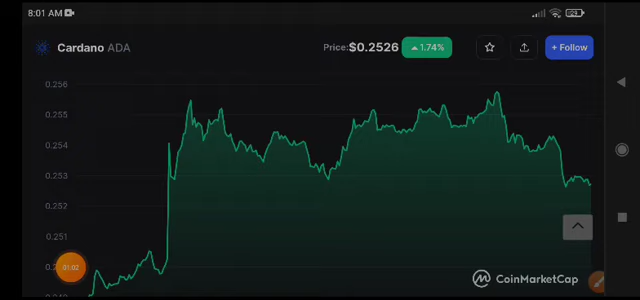 8:01 AM
Cardano ADA
Price:$0.2526
1.74%
+ Follow
0.256
0.255
0.254
0.253
0.252
0.251
01:02
CoinMarketCap